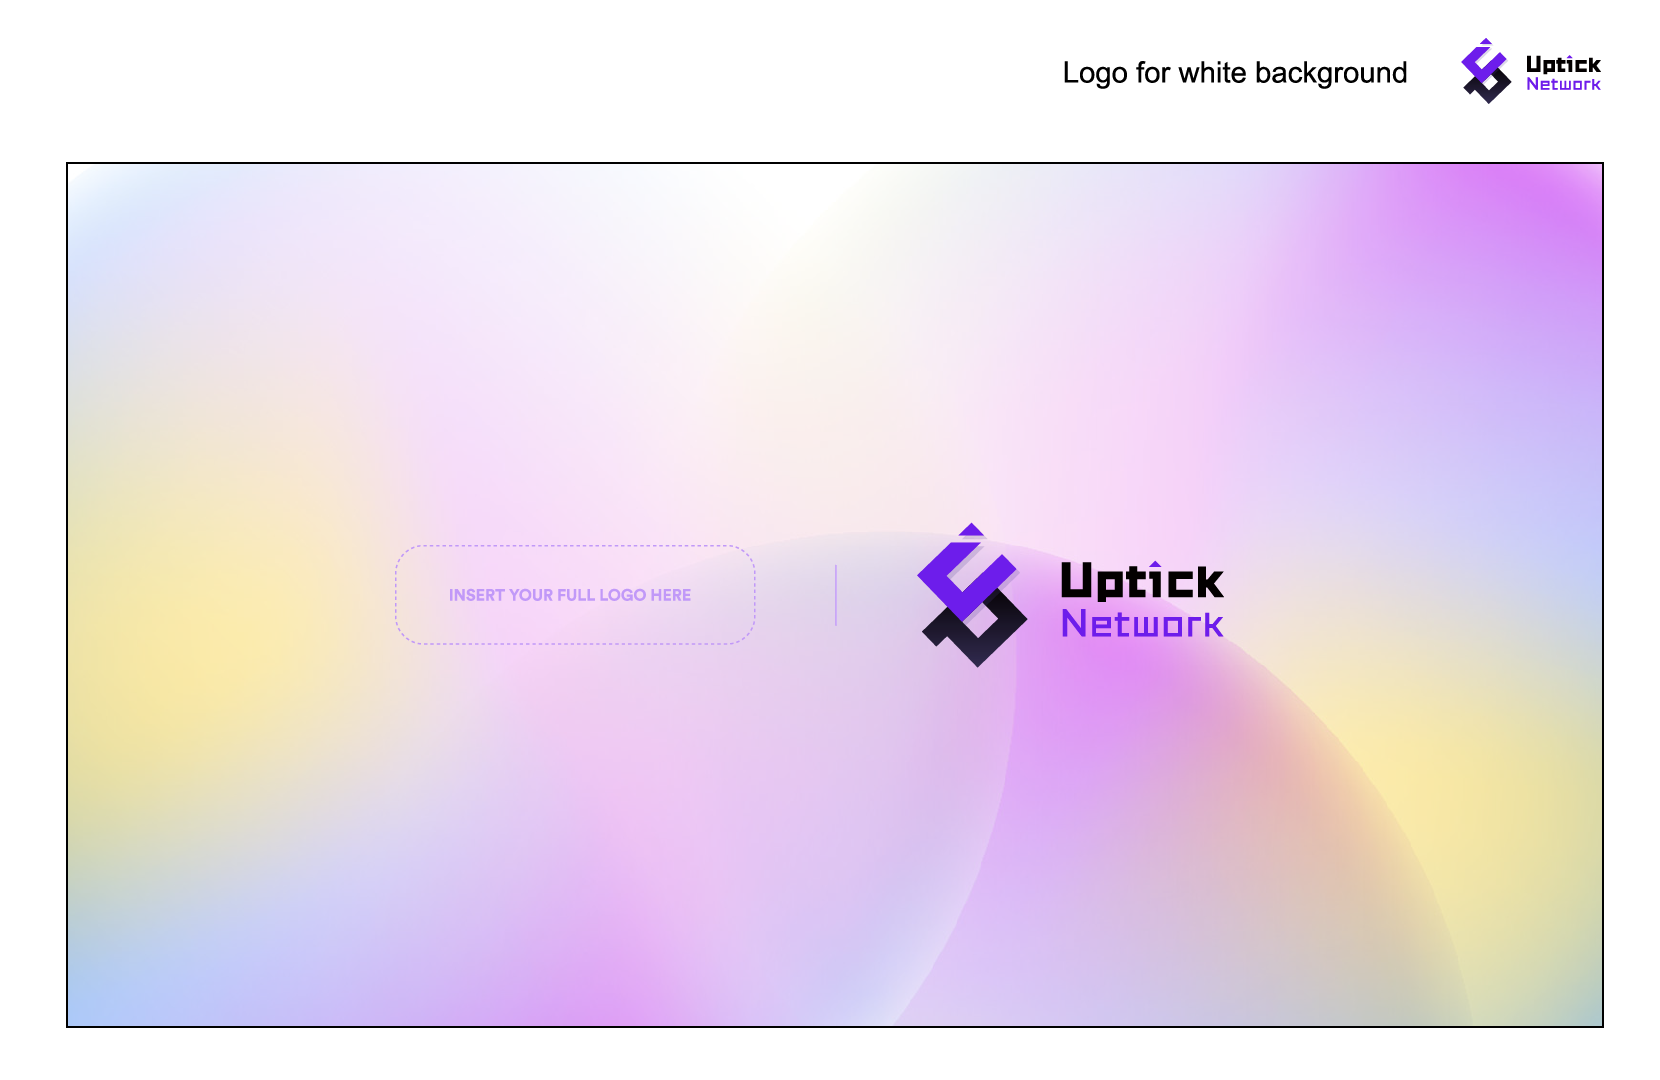 Logo for white background
Uptick
Network
INSERT YOUR FULL LOGO HERE
Uptick
Network